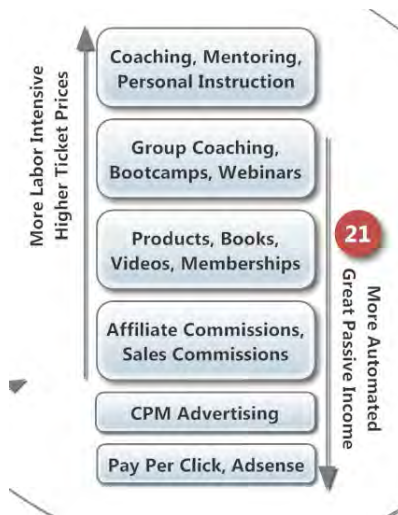 More Labor Intensive
Higher Ticket Prices
Coaching, Mentoring,
Personal Instruction
Group Coaching,
Bootcamps, Webinars
Products, Books,
Videos, Memberships
Affiliate Commissions,
Sales Commissions
CPM Advertising
Pay Per Click, Adsense
21
More Automated
Great Passive Income